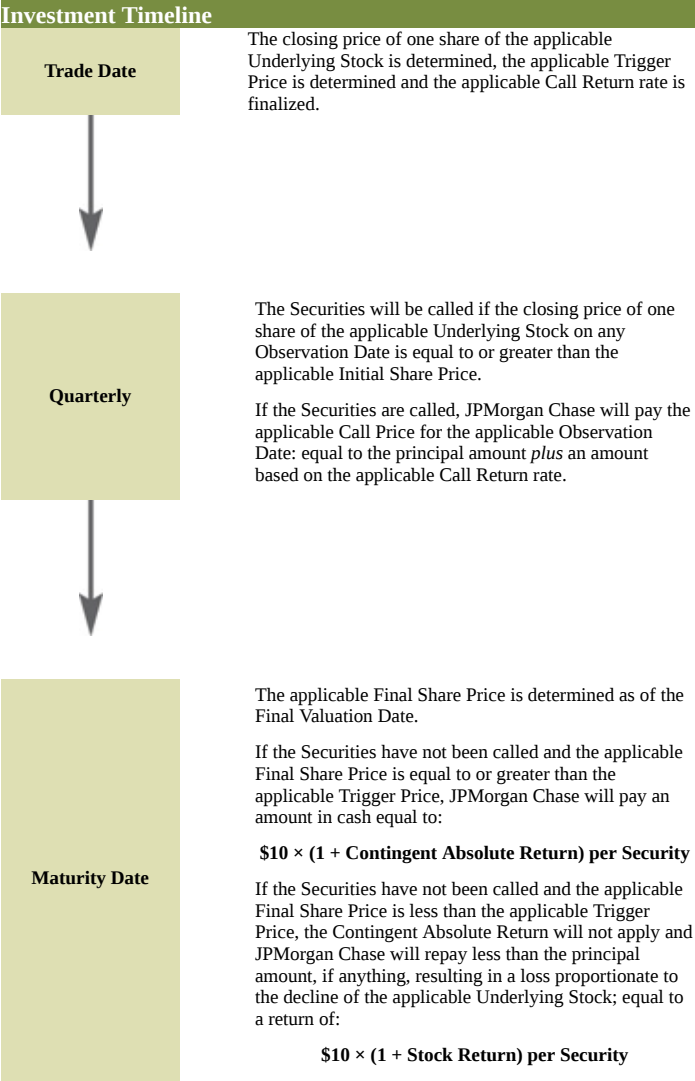 Investment Timeline
Trade Date
The closing price of one share of the applicable
Underlying Stock is determined, the applicable Trigger
Price is determined and the applicable Call Return rate is
finalized.
Quarterly
The Securities will be called if the closing price of one
share of the applicable Underlying Stock on any
Observation Date is equal to or greater than the
applicable Initial Share Price.
If the Securities are called, JPMorgan Chase will pay the
applicable Call Price for the applicable Observation
Date: equal to the principal amount plus an amount
based on the applicable Call Return rate.
Maturity Date
The applicable Final Share Price is determined as of the
Final Valuation Date.
If the Securities have not been called and the applicable
Final Share Price is equal to or greater than the
applicable Trigger Price, JPMorgan Chase will pay an
amount in cash equal to:
$10 × (1 + Contingent Absolute Return) per Security
If the Securities have not been called and the applicable
Final Share Price is less than the applicable Trigger
Price, the Contingent Absolute Return will not apply and
JPMorgan Chase will repay less than the principal
amount, if anything, resulting in a loss proportionate to
the decline of the applicable Underlying Stock; equal to
a return of:
$10 × (1 + Stock Return) per Security